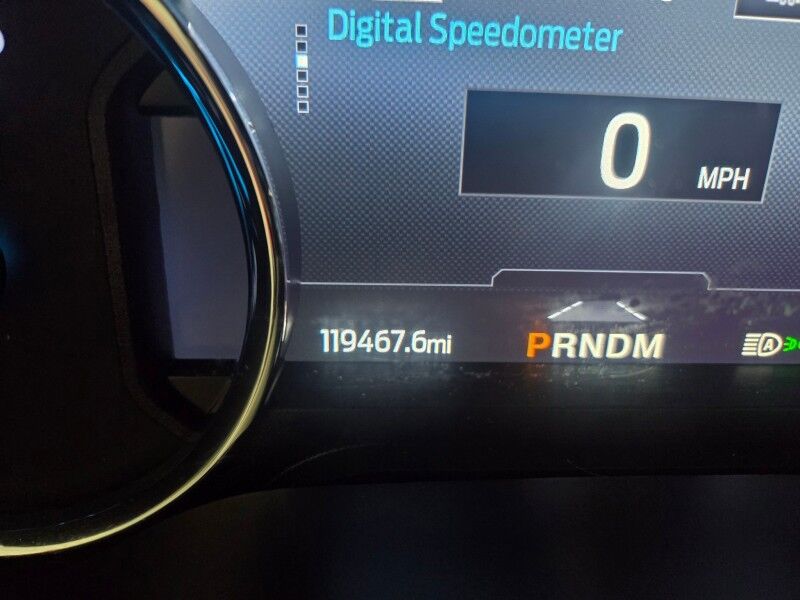 Digital Speedometer
0
MPH
119467.6mi
PRNDM
A